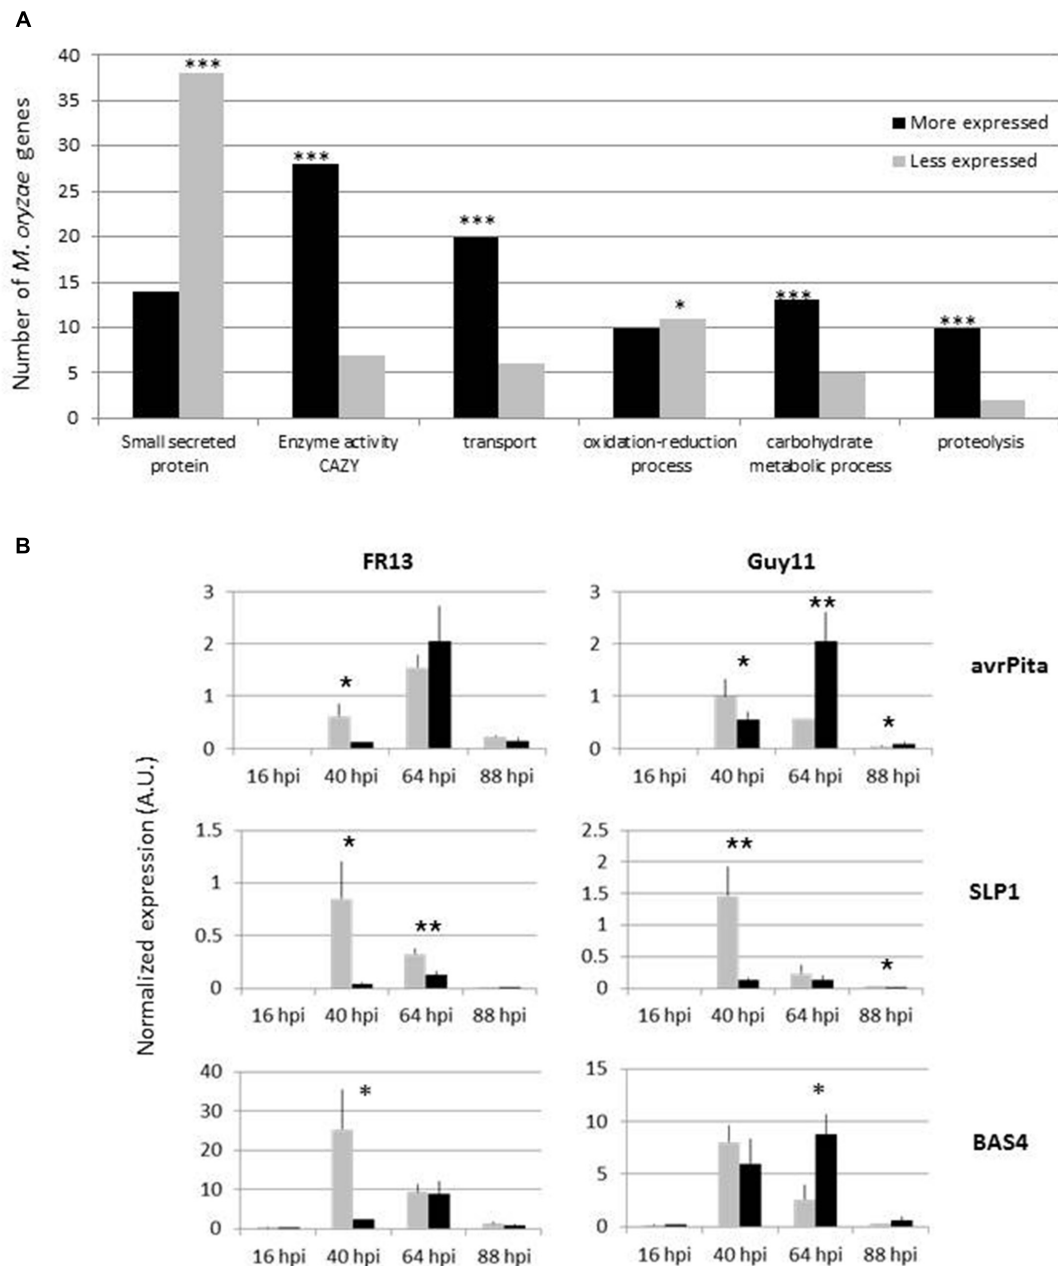 A
40
35
30
25
20
15
10
5
0
Number of M. oryzae genes
***
***
***
*
***
***
More expressed
Less expressed
Small secreted protein
Enzyme activity CAZY
transport
oxidation-reduction process
carbohydrate metabolic process
proteolysis
B
FR13
Guy11
Normalized expression (A.U.)
3
2
1
0
*
16 hpi 40 hpi 64 hpi 88 hpi
3
2
1
0
*
**
*
16 hpi 40 hpi 64 hpi 88 hpi
avrPita
1.5
1
0.5
0
*
**
16 hpi 40 hpi 64 hpi 88 hpi
2.5
2
1.5
1
0.5
0
**
*
16 hpi 40 hpi 64 hpi 88 hpi
SLP1
40
30
20
10
0
*
16 hpi 40 hpi 64 hpi 88 hpi
15
10
5
0
*
16 hpi 40 hpi 64 hpi 88 hpi
BAS4